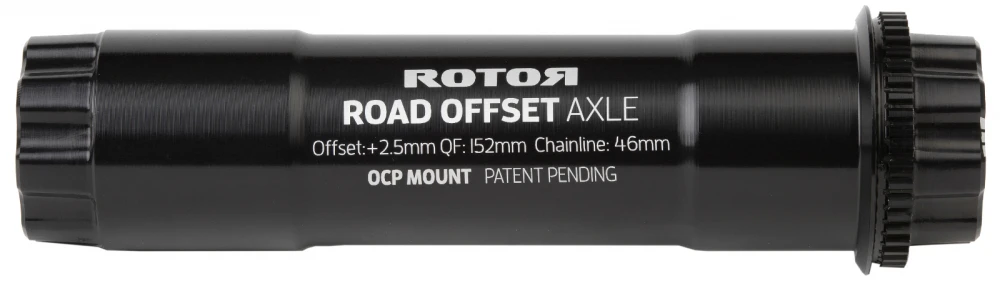 ROTOR
ROAD OFFSET AXLE
Offset:+2.5mm QF: 152mm Chainline: 46mm
OCP MOUNT PATENT PENDING